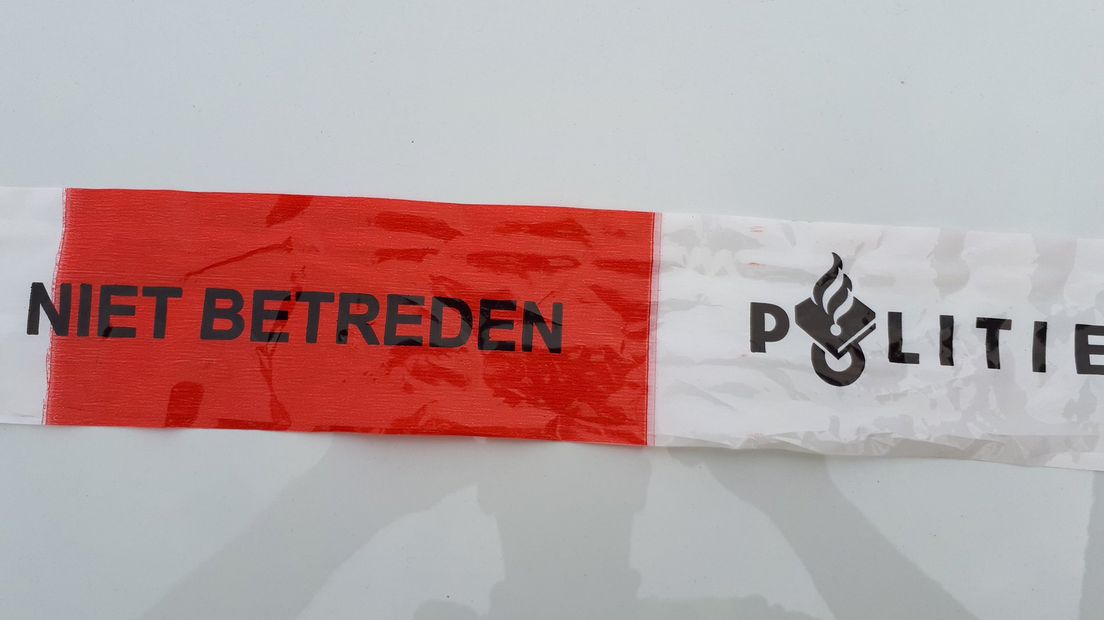 NIET BETREDEN POLITIE